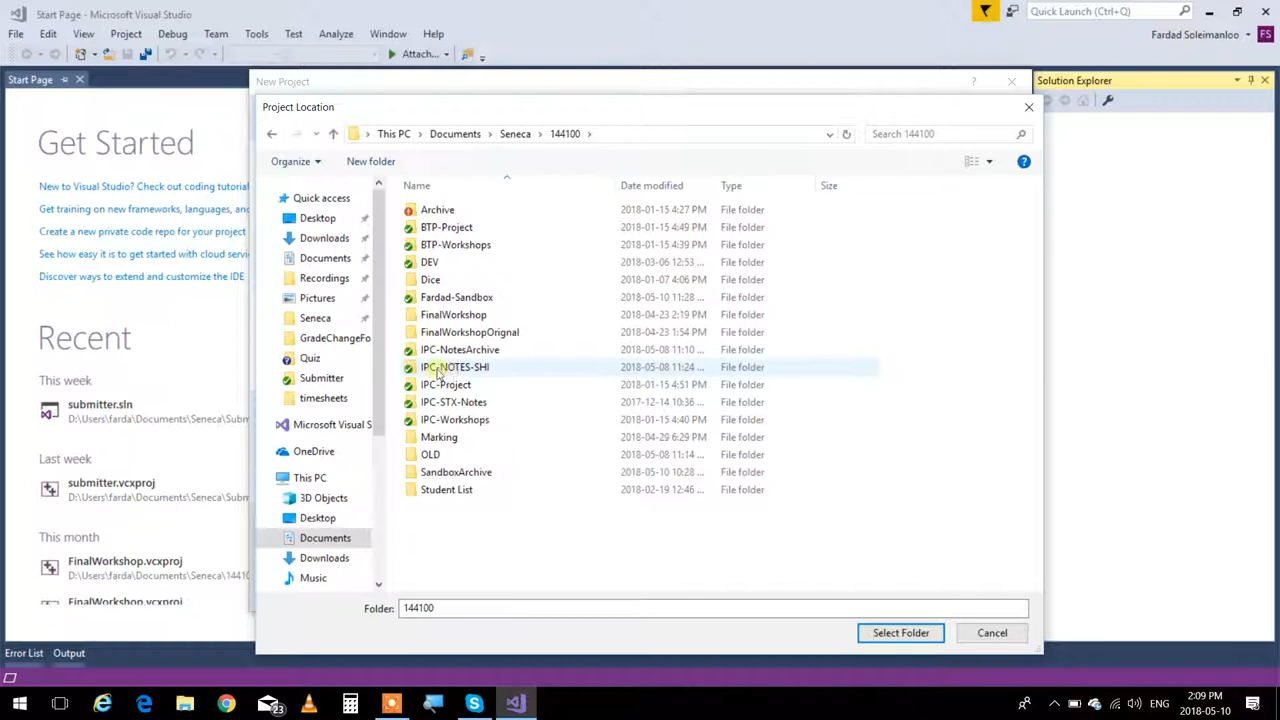 Start Page - Microsoft Visual Studio
Quick Launch (Ctrl+Q)
File Edit View Project Debug Team Tools Test Analyze Window Help
Fardad Soleimanloo FS
Attach...
Start Page
New Project ?
Solution Explorer
Project Location
This PC > Documents > Seneca > 144100 >
Search 144100
Organize New folder
Name Date modified Type Size
Archive 2018-01-15 4:27 PM File folder
BTP-Project 2018-01-15 4:49 PM File folder
BTP-Workshops 2018-01-15 4:39 PM File folder
DEV 2018-03-06 12:53 ... File folder
Dice 2018-01-07 4:06 PM File folder
Fardad-Sandbox 2018-05-10 11:28 ... File folder
FinalWorkshop 2018-04-23 2:19 PM File folder
FinalWorkshopOrignal 2018-04-23 1:54 PM File folder
IPC-NotesArchive 2018-05-08 11:10 ... File folder
IPC-NOTES-SHI 2018-05-08 11:24 ... File folder
IPC-Project 2018-01-15 4:51 PM File folder
IPC-STX-Notes 2017-12-14 10:36 ... File folder
IPC-Workshops 2018-01-15 4:40 PM File folder
Marking 2018-04-29 6:29 PM File folder
OLD 2018-05-08 11:14 ... File folder
SandboxArchive 2018-05-08 10:28 ... File folder
Student List 2018-02-19 12:46 ... File folder
Quick access
Desktop
Downloads
Documents
Recordings
Pictures
Seneca
GradeChangeFo
Quiz
Submitter
timesheets
Microsoft Visual S
OneDrive
This PC
3D Objects
Desktop
Documents
Downloads
Music
Folder: 144100
Select Folder Cancel
Get Started
New to Visual Studio? Check out coding tutorial
Get training on new frameworks, languages, an
Create a new private code repo for your project
See how easy it is to get started with cloud servi
Discover ways to extend and customize the IDE
Recent
This week
submitter.sln
D:\Users\farda\Documents\Seneca\Sub
Last week
submitter.vcxproj
D:\Users\farda\Documents\Seneca\Sub
This month
FinalWorkshop.vcxproj
D:\Users\farda\Documents\Seneca\1441
FinalWorkshop.vcxproj
Error List Output
23
ENG
2:09 PM
2018-05-10